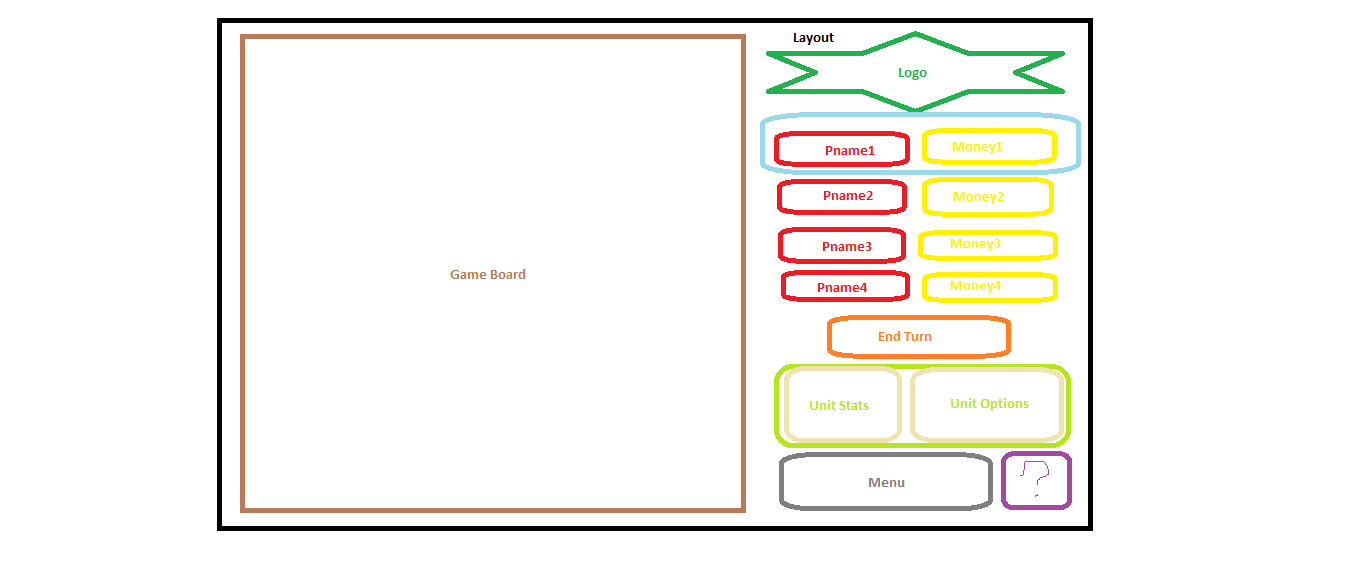 Layout
Logo
Pname1
Money1
Pname2
Money2
Pname3
Money3
Pname4
Money4
Game Board
End Turn
Unit Stats
Unit Options
Menu
?